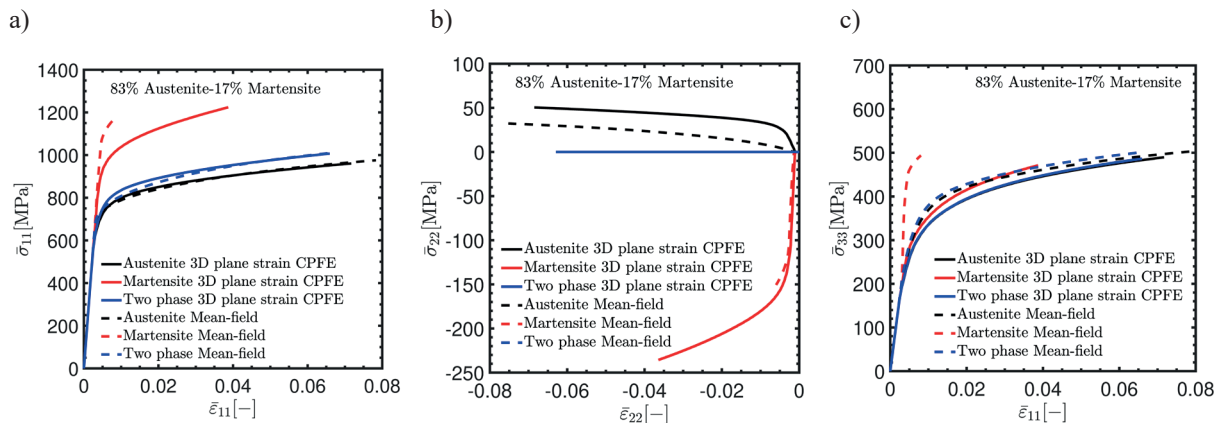 a)
b)
c)
83% Austenite-17% Martensite
1400
1200
1000
800
600
400
200
0
σ̄₁₁[MPa]
Austenite 3D plane strain CPFE
Martensite 3D plane strain CPFE
Two phase 3D plane strain CPFE
Austenite Mean-field
Martensite Mean-field
Two phase Mean-field
0 0.02 0.04 0.06 0.08
ε̄₁₁[−]
83% Austenite-17% Martensite
100
50
0
-50
-100
-150
-200
-250
σ̄₂₂[MPa]
Austenite 3D plane strain CPFE
Martensite 3D plane strain CPFE
Two phase 3D plane strain CPFE
Austenite Mean-field
Martensite Mean-field
Two phase Mean-field
-0.08 -0.06 -0.04 -0.02 0
ε̄₂₂[−]
83% Austenite-17% Martensite
700
600
500
400
300
200
100
0
σ̄₃₃[MPa]
Austenite 3D plane strain CPFE
Martensite 3D plane strain CPFE
Two phase 3D plane strain CPFE
Austenite Mean-field
Martensite Mean-field
Two phase Mean-field
0 0.02 0.04 0.06 0.08
ε̄₁₁[−]